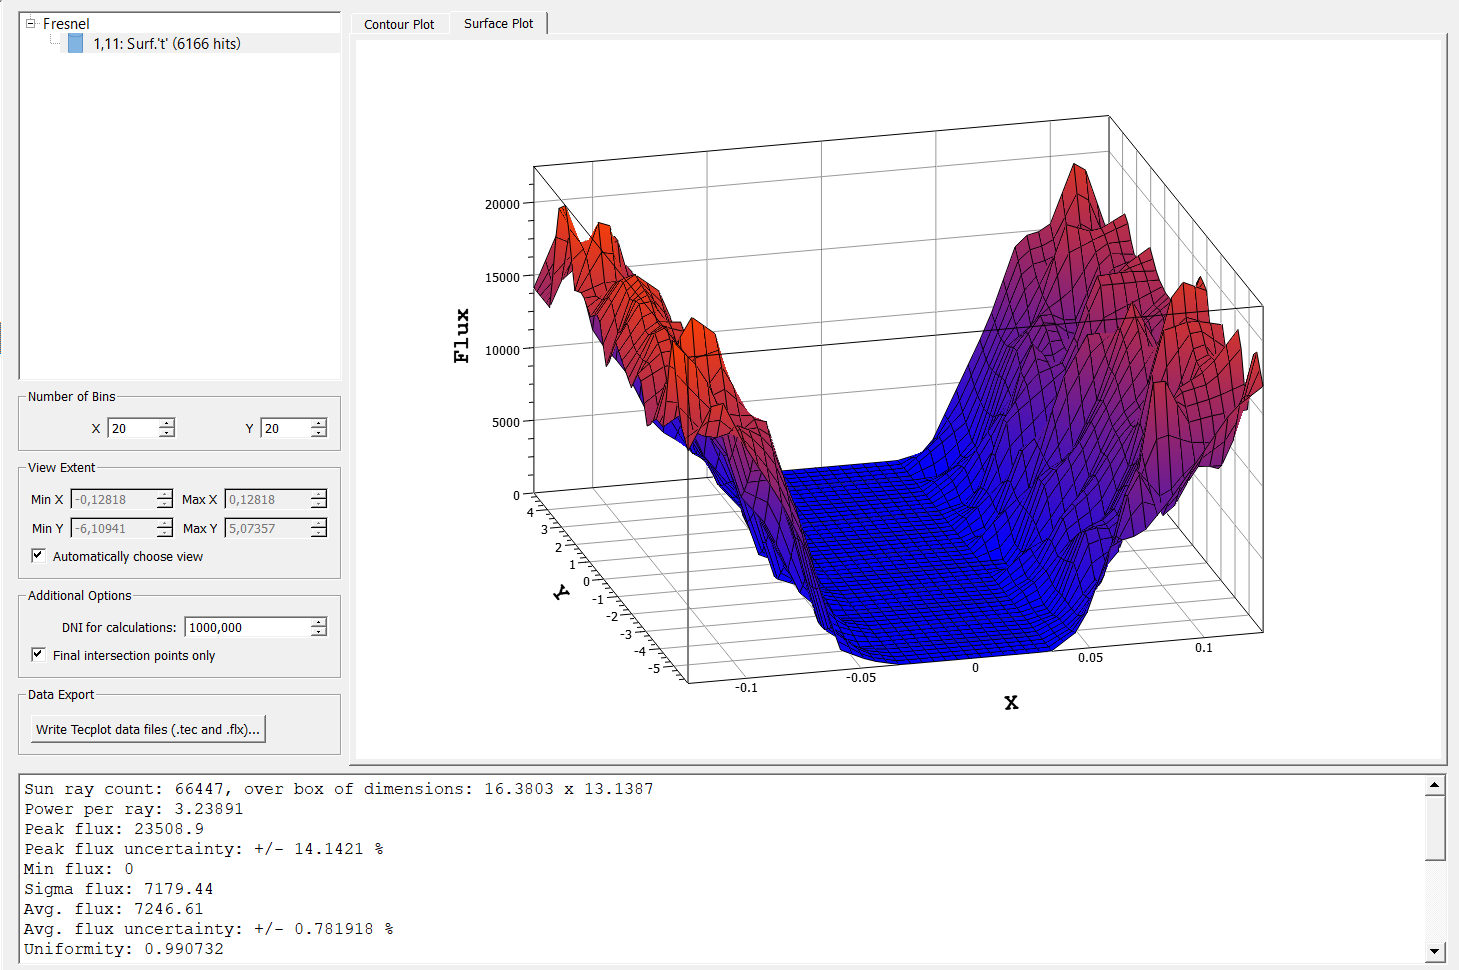 Fresnel
1,11: Surf.'t' (6166 hits)
Contour Plot
Surface Plot
Number of Bins
X 20 Y 20
View Extent
Min X -0,12818 Max X 0,12818
Min Y -6,10941 Max Y 5,07357
Automatically choose view
Additional Options
DNI for calculations: 1000,000
Final intersection points only
Data Export
Write Tecplot data files (.tec and .flx)...
Flux
20000
15000
10000
5000
0
4
3
2
1
0
-1
-2
-3
-4
-5
Y
-0.1
-0.05
0
0.05
0.1
X
Sun ray count: 66447, over box of dimensions: 16.3803 x 13.1387
Power per ray: 3.23891
Peak flux: 23508.9
Peak flux uncertainty: +/- 14.1421 %
Min flux: 0
Sigma flux: 7179.44
Avg. flux: 7246.61
Avg. flux uncertainty: +/- 0.781918 %
Uniformity: 0.990732